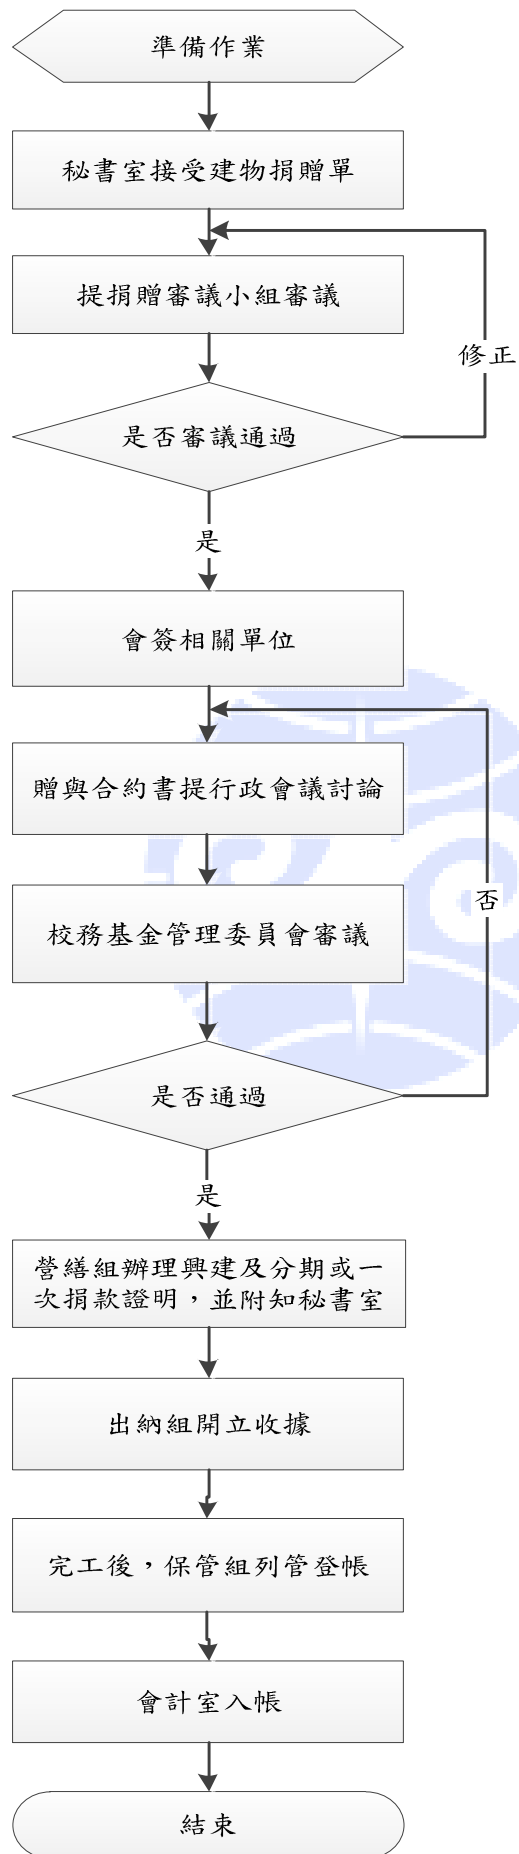 準備作業
秘書室接受建物捐贈單
提捐贈審議小組審議
修正
是否審議通過
是
會簽相關單位
贈與合約書提行政會議討論
否
校務基金管理委員會審議
是否通過
是
營繕組辦理興建及分期或一
次捐款證明，並附知秘書室
出納組開立收據
完工後，保管組列管登帳
會計室入帳
結束